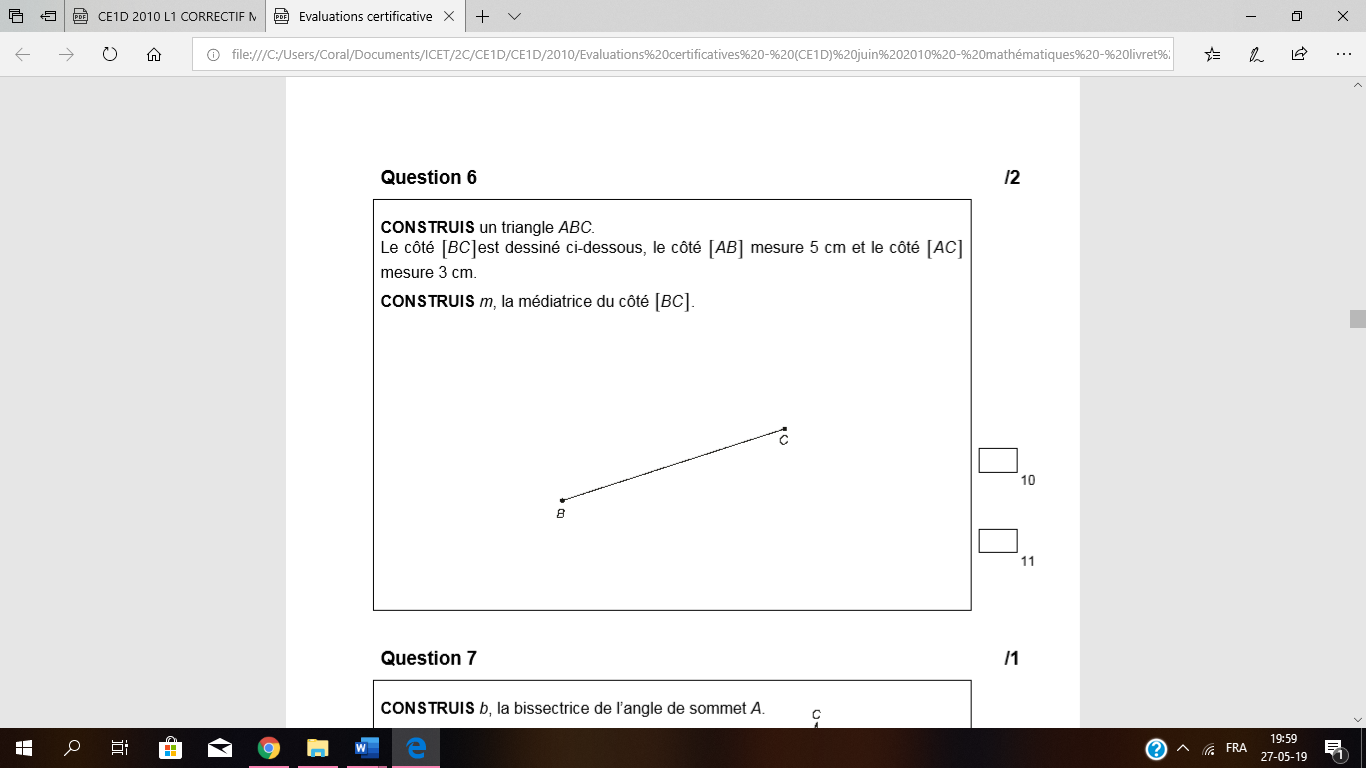 CE1D 2010 L1 CORRECTIF M
Evaluations certificative
file:///C:/Users/Coral/Documents/ICET/2C/CE1D/CE1D/2010/Evaluations%20certificatives%20-%20(CE1D)%20juin%202010%20-%20mathématiques%20-%20livret%
Question 6 /2
CONSTRUIS un triangle ABC.
Le côté [BC]est dessiné ci-dessous, le côté [AB] mesure 5 cm et le côté [AC]
mesure 3 cm.
CONSTRUIS m, la médiatrice du côté [BC].
C
B
10
11
Question 7 /1
CONSTRUIS b, la bissectrice de l'angle de sommet A.
C
FRA
19:59
27-05-19
1